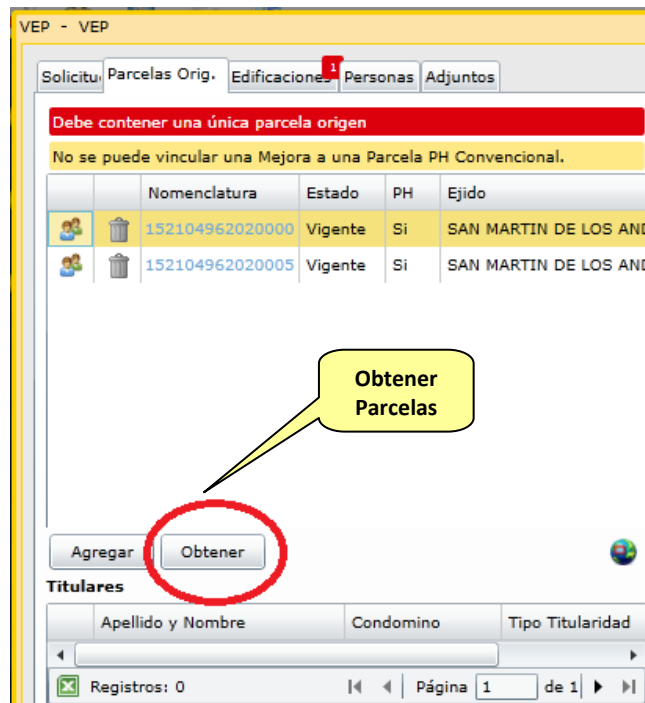 VEP - VEP
Solicitu Parcelas Orig. Edificaciones 1 Personas Adjuntos
Debe contener una única parcela origen
No se puede vincular una Mejora a una Parcela PH Convencional.
Nomenclatura Estado PH Ejido
152104962020000 Vigente Si SAN MARTIN DE LOS AND
152104962020005 Vigente Si SAN MARTIN DE LOS AND
Obtener
Parcelas
Agregar Obtener
Titulares
Apellido y Nombre Condomino Tipo Titularidad
Registros: 0 Página 1 de 1